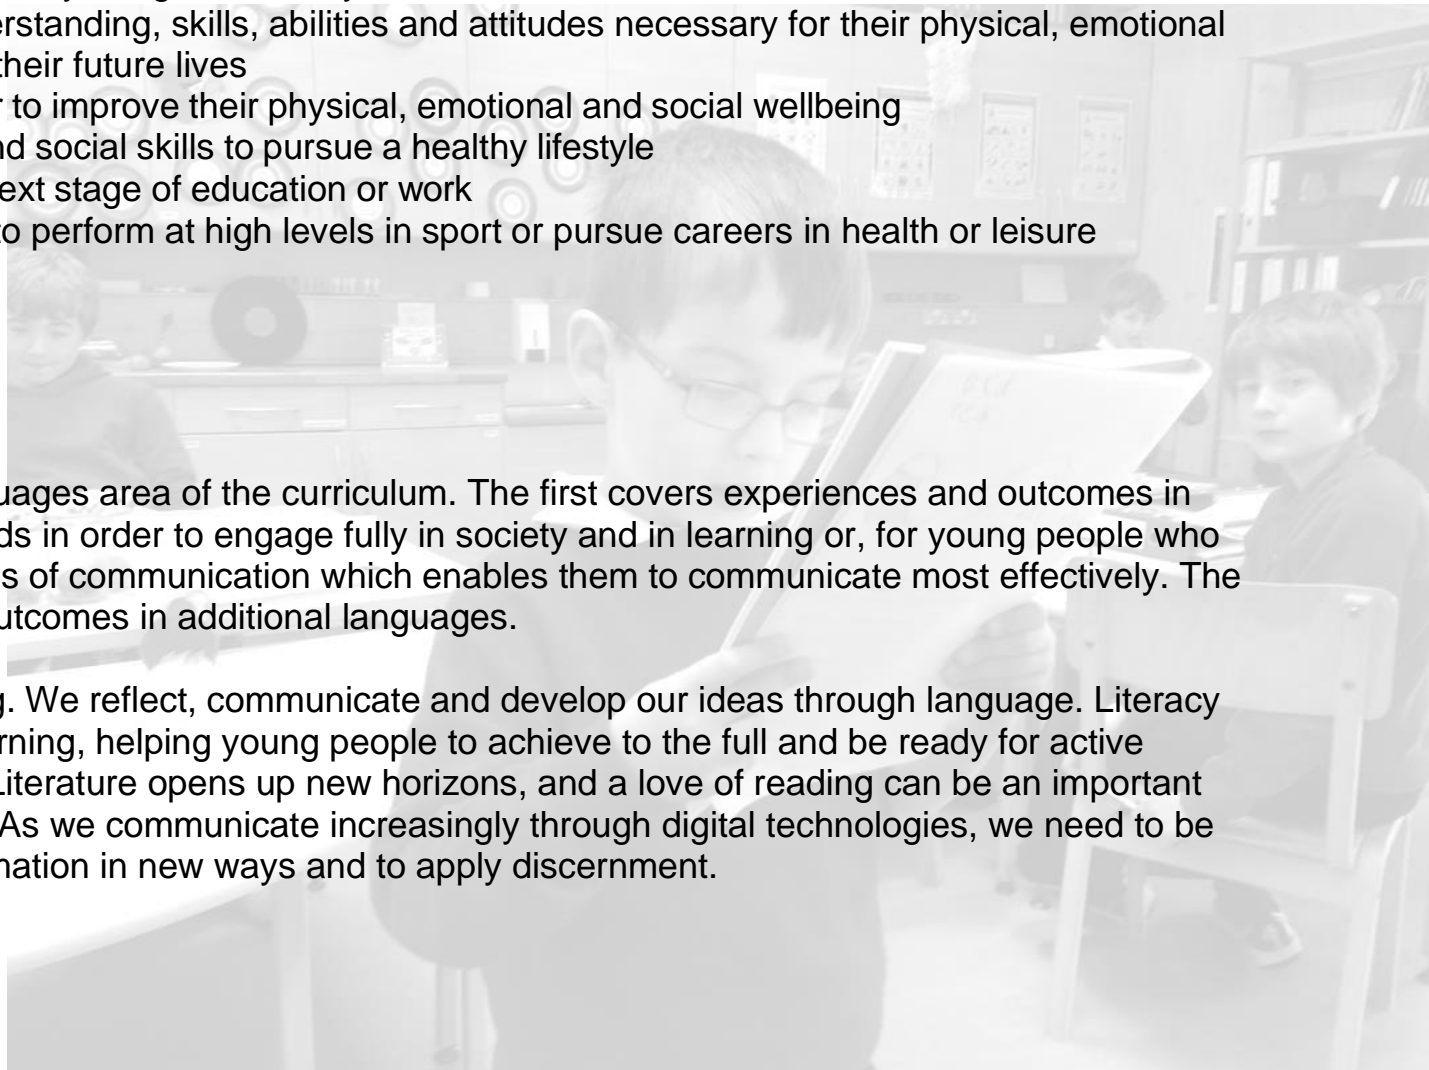 erstanding, skills, abilities and attitudes necessary for their physical, emotional
their future lives
r to improve their physical, emotional and social wellbeing
nd social skills to pursue a healthy lifestyle
ext stage of education or work
to perform at high levels in sport or pursue careers in health or leisure
uages area of the curriculum. The first covers experiences and outcomes in
ds in order to engage fully in society and in learning or, for young people who
s of communication which enables them to communicate most effectively. The
utcomes in additional languages.
g. We reflect, communicate and develop our ideas through language. Literacy
rning, helping young people to achieve to the full and be ready for active
Literature opens up new horizons, and a love of reading can be an important
As we communicate increasingly through digital technologies, we need to be
mation in new ways and to apply discernment.